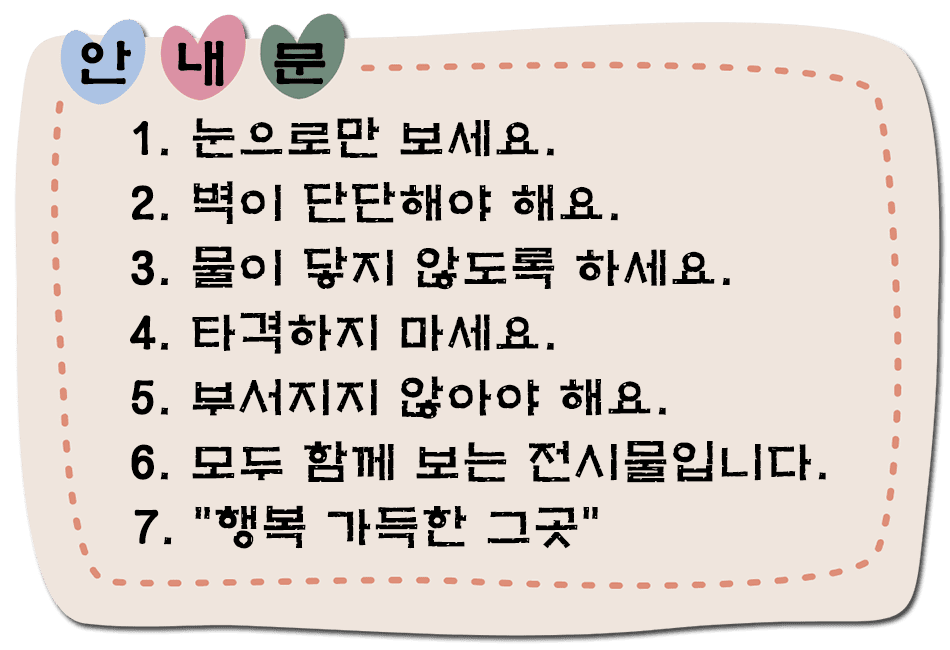 안내문
1. 눈으로만 보세요.
2. 벽이 단단해야 해요.
3. 물이 닿지 않도록 하세요.
4. 타격하지 마세요.
5. 부서지지 않아야 해요.
6. 모두 함께 보는 전시물입니다.
7. "행복 가득한 그곳"